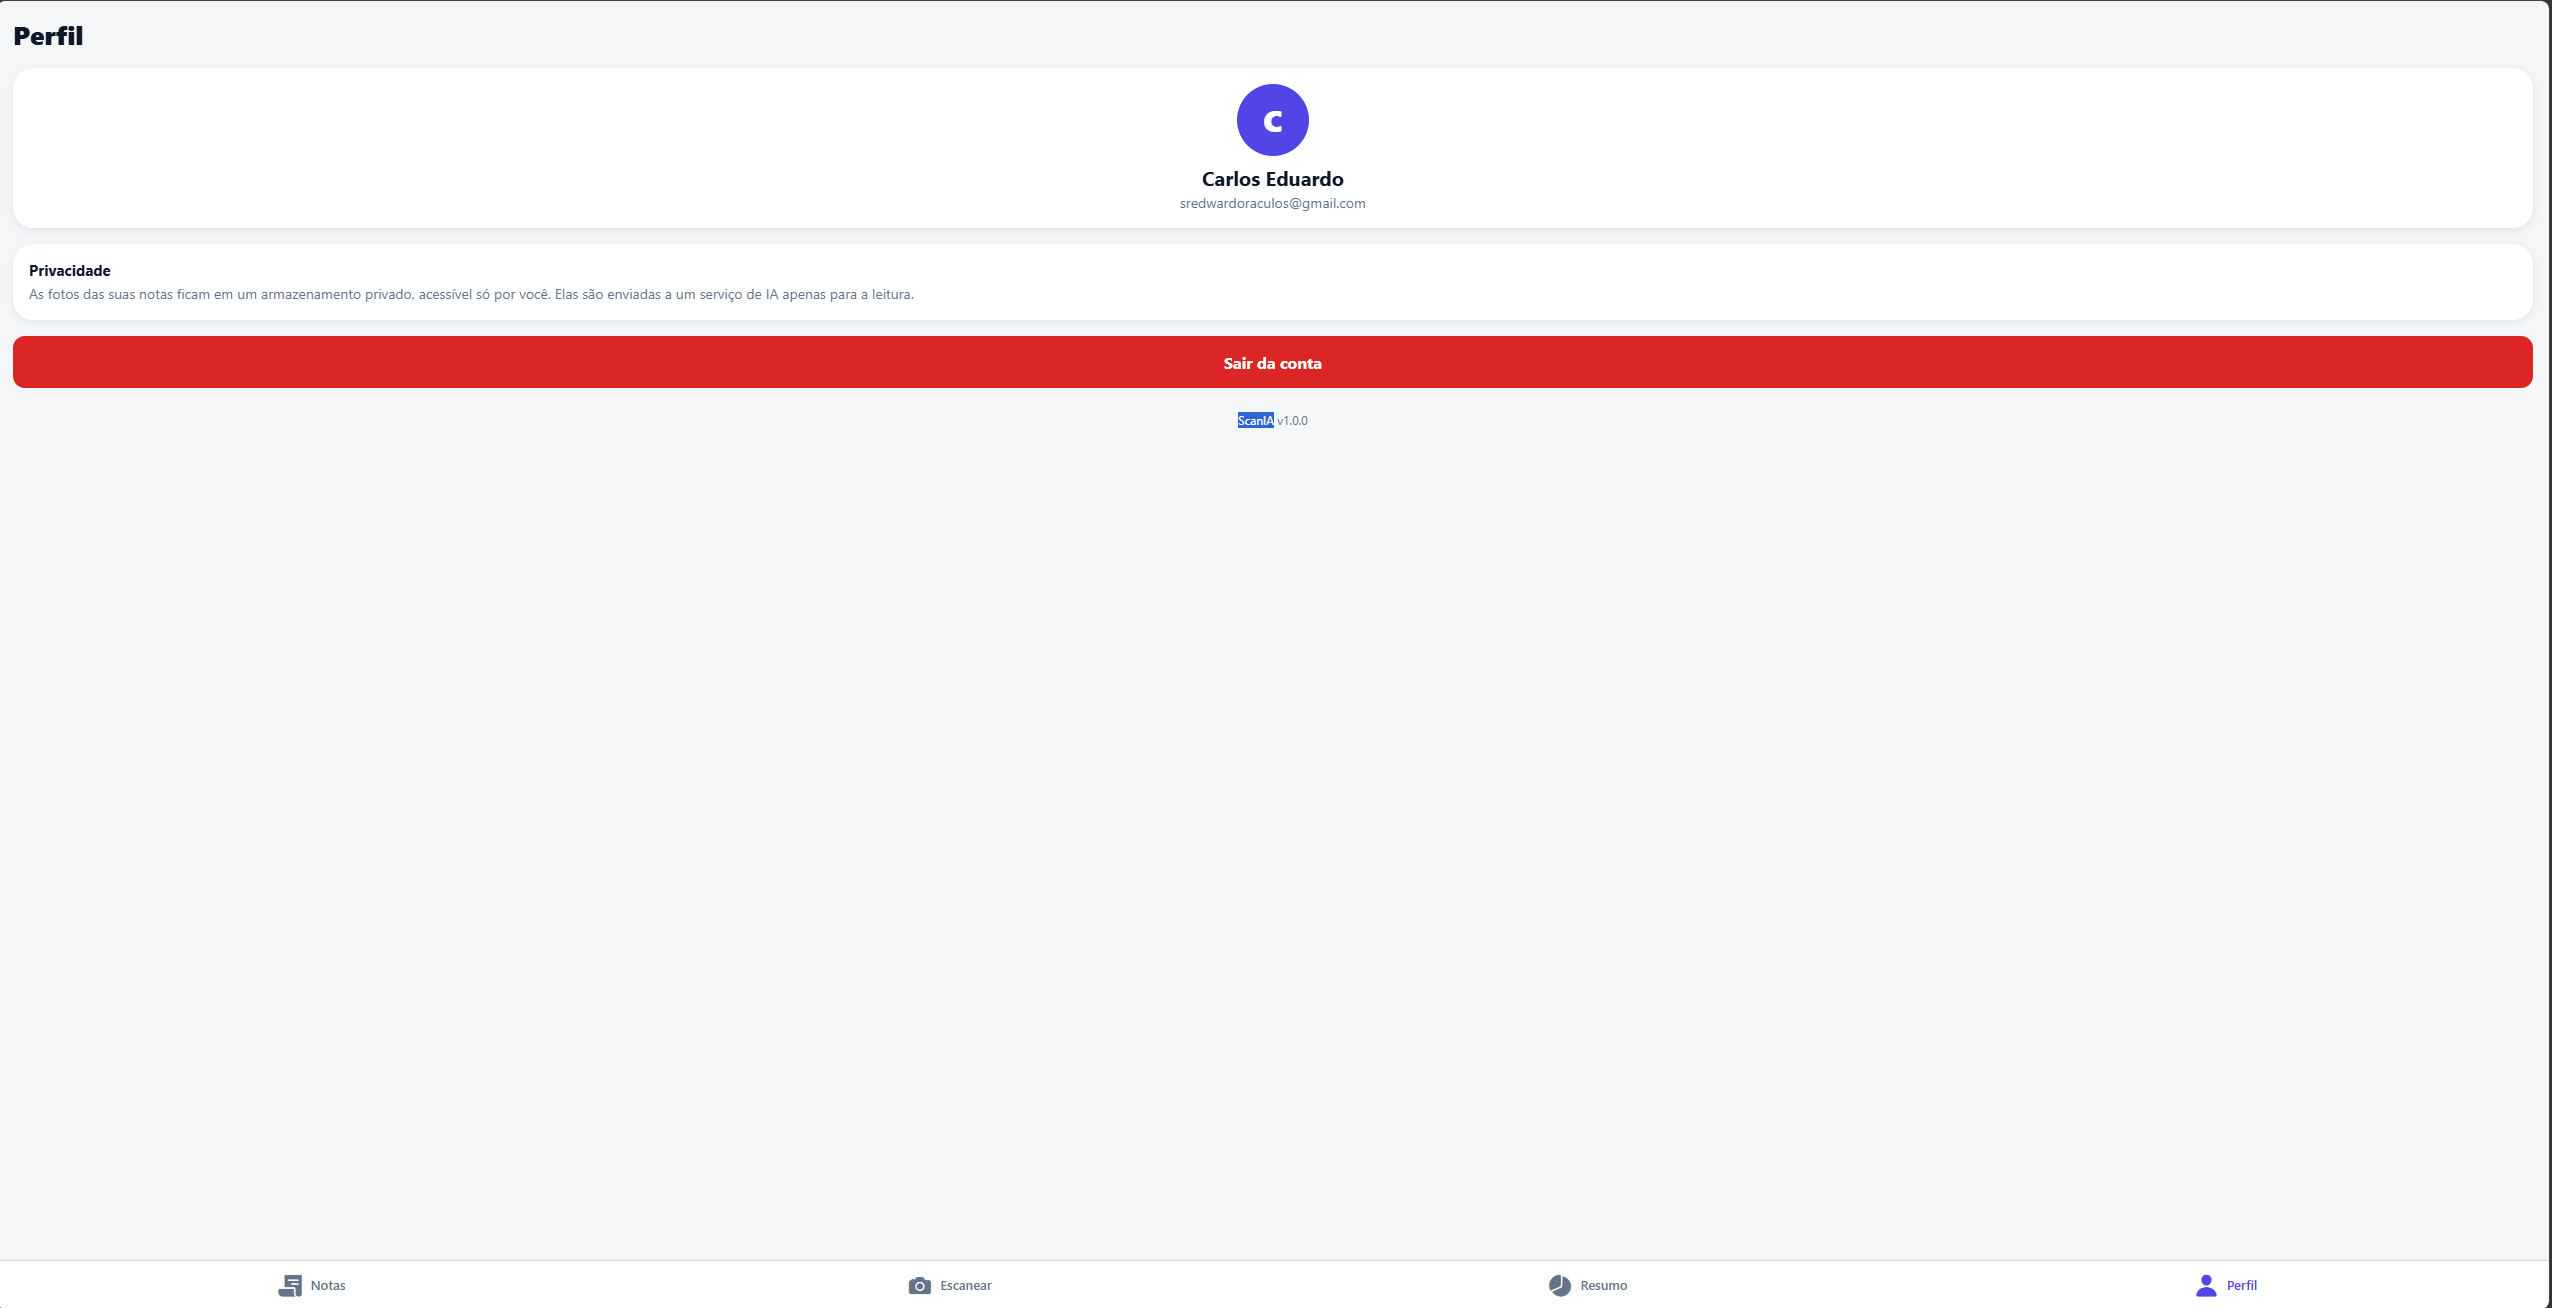 Perfil
C
Carlos Eduardo
sredwardoraculos@gmail.com
Privacidade
As fotos das suas notas ficam em um armazenamento privado, acessível só por você. Elas são enviadas a um serviço de IA apenas para a leitura.
Sair da conta
ScanIA v1.0.0
Notas
Escanear
Resumo
Perfil